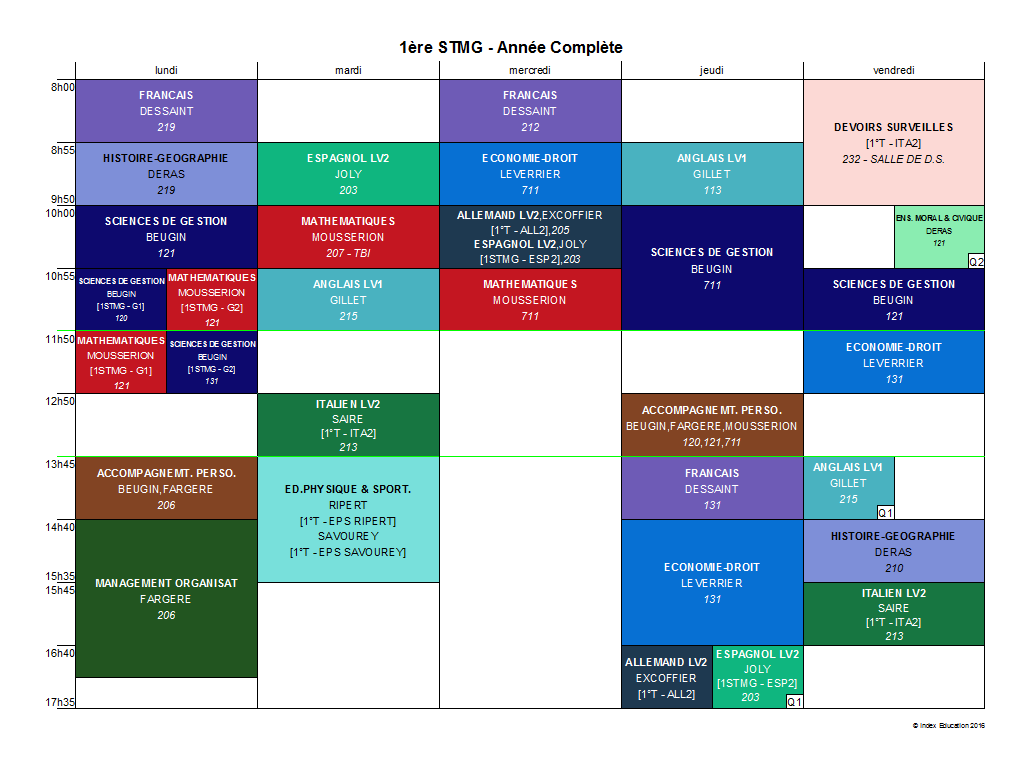 1ère STMG - Année Complète
lundi
mardi
mercredi
jeudi
vendredi
8h00
8h55
9h50
10h00
10h55
11h50
12h50
13h45
14h40
15h35
15h45
16h40
17h35
FRANCAIS
DESSAINT
219
HISTOIRE-GEOGRAPHIE
DERAS
219
SCIENCES DE GESTION
BEUGIN
121
SCIENCES DE GESTION
BEUGIN
[1STMG - G1]
120
MATHEMATIQUES
MOUSSERION
[1STMG - G2]
121
MATHEMATIQUES
MOUSSERION
[1STMG - G1]
121
SCIENCES DE GESTION
BEUGIN
[1STMG - G2]
131
ACCOMPAGNEMT. PERSO.
BEUGIN,FARGERE
206
MANAGEMENT ORGANISAT
FARGERE
206
ESPAGNOL LV2
JOLY
203
MATHEMATIQUES
MOUSSERION
207 - TBI
ANGLAIS LV1
GILLET
215
ITALIEN LV2
SAIRE
[1°T - ITA2]
213
ED.PHYSIQUE & SPORT.
RIPERT
[1°T - EPS RIPERT]
SAVOUREY
[1°T - EPS SAVOUREY]
FRANCAIS
DESSAINT
212
ECONOMIE-DROIT
LEVERRIER
711
ALLEMAND LV2,EXCOFFIER
[1°T - ALL2],205
ESPAGNOL LV2,JOLY
[1STMG - ESP2],203
MATHEMATIQUES
MOUSSERION
711
ANGLAIS LV1
GILLET
113
SCIENCES DE GESTION
BEUGIN
711
ACCOMPAGNEMT. PERSO.
BEUGIN,FARGERE,MOUSSERION
120,121,711
FRANCAIS
DESSAINT
131
ECONOMIE-DROIT
LEVERRIER
131
ALLEMAND LV2
EXCOFFIER
[1°T - ALL2]
ESPAGNOL LV2
JOLY
[1STMG - ESP2]
203
Q1
DEVOIRS SURVEILLES
[1°T - ITA2]
232 - SALLE DE D.S.
ENS. MORAL & CIVIQUE
DERAS
121
Q2
SCIENCES DE GESTION
BEUGIN
121
ECONOMIE-DROIT
LEVERRIER
131
ANGLAIS LV1
GILLET
215
Q1
HISTOIRE-GEOGRAPHIE
DERAS
210
ITALIEN LV2
SAIRE
[1°T - ITA2]
213
© Index Education 2016